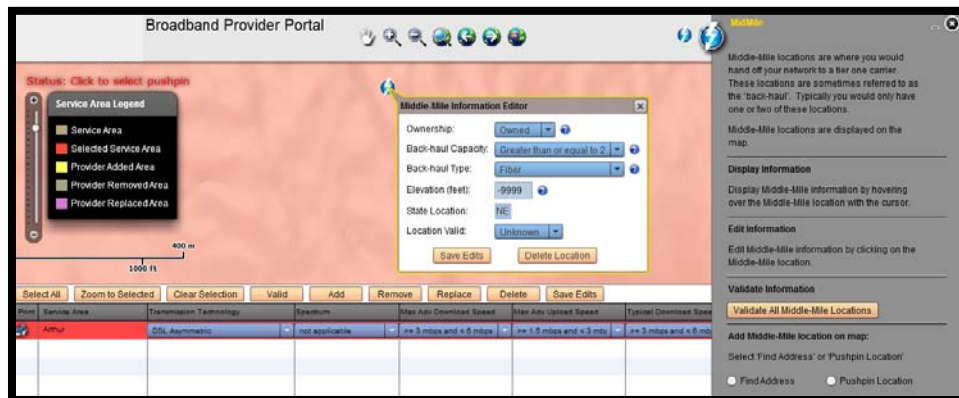 Broadband Provider Portal
Status: Click to select pushpin
Service Area Legend
Service Area
Selected Service Area
Provider Added Area
Provider Removed Area
Provider Replaced Area
400 m
1000 ft
Middle-Mile Information Editor
Ownership: Owned
Back-haul Capacity: Greater than or equal to 2
Back-haul Type: Fiber
Elevation (feet): -9999
State Location: NE
Location Valid: Unknown
Save Edits Delete Location
Select All Zoom to Selected Clear Selection Valid Add Remove Replace Delete Save Edits
Print Service Area Transmission Technology Spectrum Max Adv Download Speed Max Adv Upload Speed Typical Download Spee
Arthur DSL Asymmetric not applicable >= 3 mbps and < 6 mbps >= 1.5 mbps and < 3 mb >= 3 mbps and < 6 mb
MidMile
Middle-Mile locations are where you would
hand off your network to a tier one carrier.
These locations are sometimes referred to as
the 'back-haul'. Typically you would only have
one or two of these locations.
Middle-Mile locations are displayed on the
map.
Display Information
Display Middle-Mile information by hovering
over the Middle-Mile location with the cursor.
Edit Information
Edit Middle-Mile information by clicking on the
Middle-Mile location.
Validate Information
Validate All Middle-Mile Locations
Add Middle-Mile location on map:
Select 'Find Address' or 'Pushpin Location'
Find Address Pushpin Location